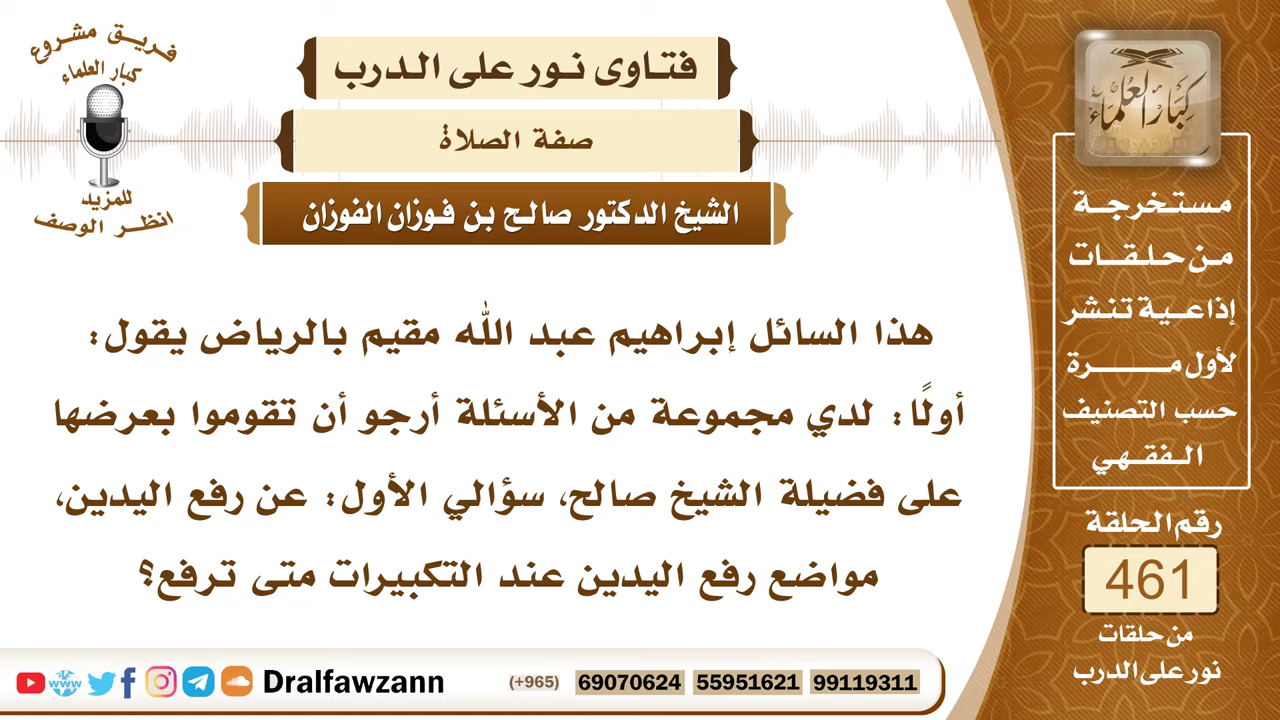 فريق مشروع
كبار العلماء
للمزيد
انظر الوصف
فتاوى نور على الدرب
صفة الصلاة
الشيخ الدكتور صالح بن فوزان الفوزان
هذا السائل إبراهيم عبد الله مقيم بالرياض يقول:
أولًا: لدي مجموعة من الأسئلة أرجو أن تقوموا بعرضها
على فضيلة الشيخ صالح، سؤالي الأول: عن رفع اليدين،
مواضع رفع اليدين عند التكبيرات متى ترفع؟
كبار العلماء
مستخرجة
من حلقات
إذاعية تنشر
لأول مرة
حسب التصنيف
الفقهي
رقم الحلقة
461
من حلقات
نور على الدرب
www Dralfawzann (+965) 69070624 55951621 99119311